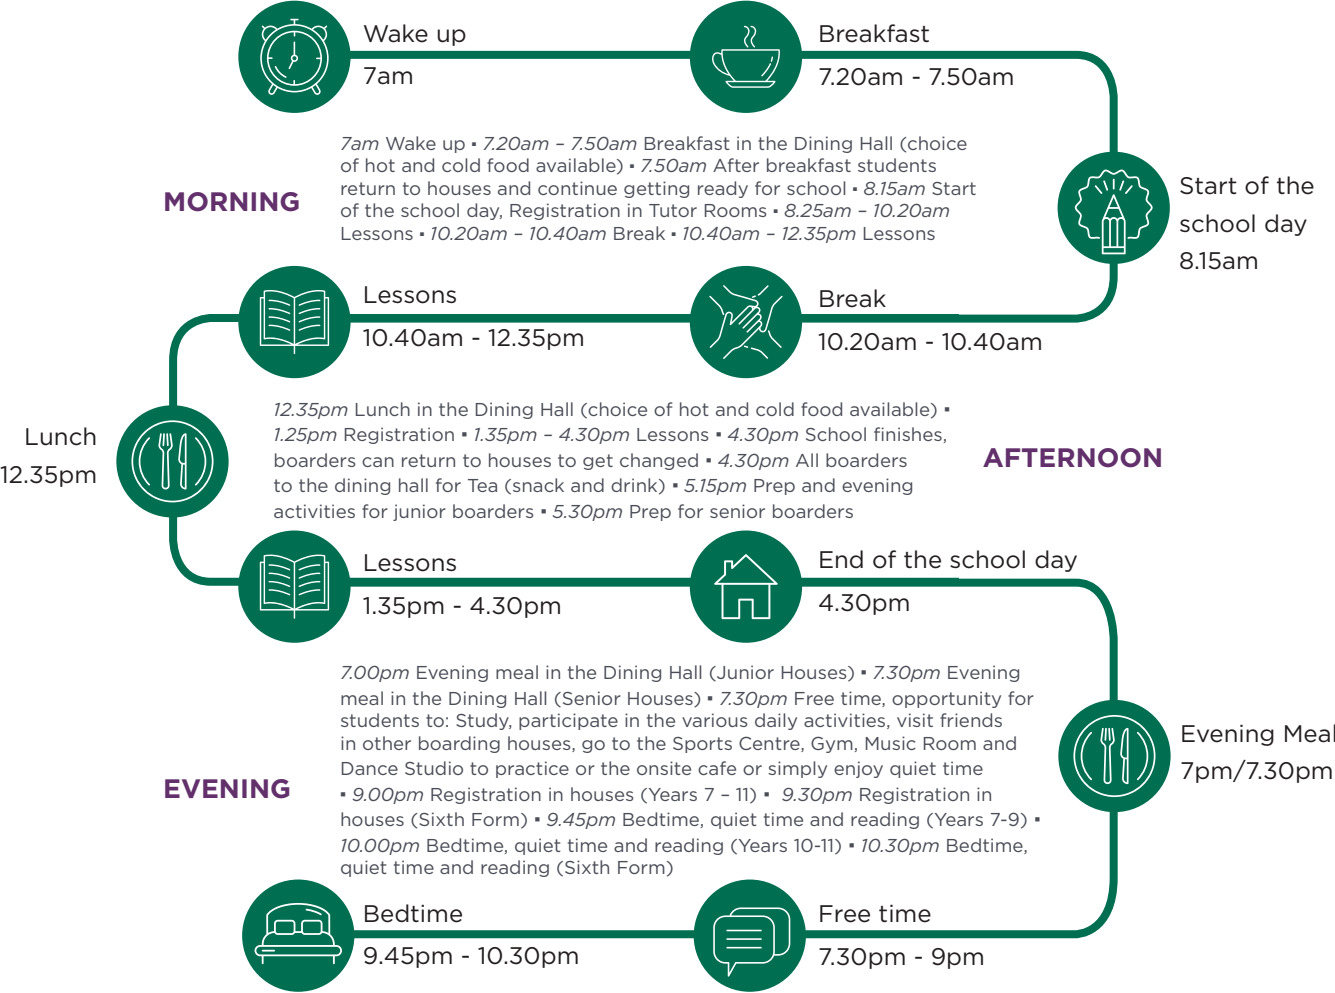 Wake up
7am
Breakfast
7.20am - 7.50am
MORNING
7am Wake up ▪ 7.20am – 7.50am Breakfast in the Dining Hall (choice
of hot and cold food available) ▪ 7.50am After breakfast students
return to houses and continue getting ready for school ▪ 8.15am Start
of the school day, Registration in Tutor Rooms ▪ 8.25am – 10.20am
Lessons ▪ 10.20am – 10.40am Break ▪ 10.40am – 12.35pm Lessons
Start of the
school day
8.15am
Lessons
10.40am - 12.35pm
Break
10.20am - 10.40am
Lunch
12.35pm
12.35pm Lunch in the Dining Hall (choice of hot and cold food available) ▪
1.25pm Registration ▪ 1.35pm – 4.30pm Lessons ▪ 4.30pm School finishes,
boarders can return to houses to get changed ▪ 4.30pm All boarders
to the dining hall for Tea (snack and drink) ▪ 5.15pm Prep and evening
activities for junior boarders ▪ 5.30pm Prep for senior boarders
AFTERNOON
Lessons
1.35pm - 4.30pm
End of the school day
4.30pm
EVENING
7.00pm Evening meal in the Dining Hall (Junior Houses) ▪ 7.30pm Evening
meal in the Dining Hall (Senior Houses) ▪ 7.30pm Free time, opportunity for
students to: Study, participate in the various daily activities, visit friends
in other boarding houses, go to the Sports Centre, Gym, Music Room and
Dance Studio to practice or the onsite cafe or simply enjoy quiet time
▪ 9.00pm Registration in houses (Years 7 – 11) ▪ 9.30pm Registration in
houses (Sixth Form) ▪ 9.45pm Bedtime, quiet time and reading (Years 7-9) ▪
10.00pm Bedtime, quiet time and reading (Years 10-11) ▪ 10.30pm Bedtime,
quiet time and reading (Sixth Form)
Evening Meal
7pm/7.30pm
Bedtime
9.45pm - 10.30pm
Free time
7.30pm - 9pm